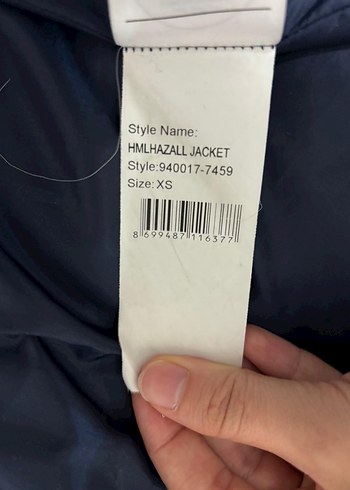 Style Name:
HMLHAZALL JACKET
Style:940017-7459
Size: XS
8 699487 116377